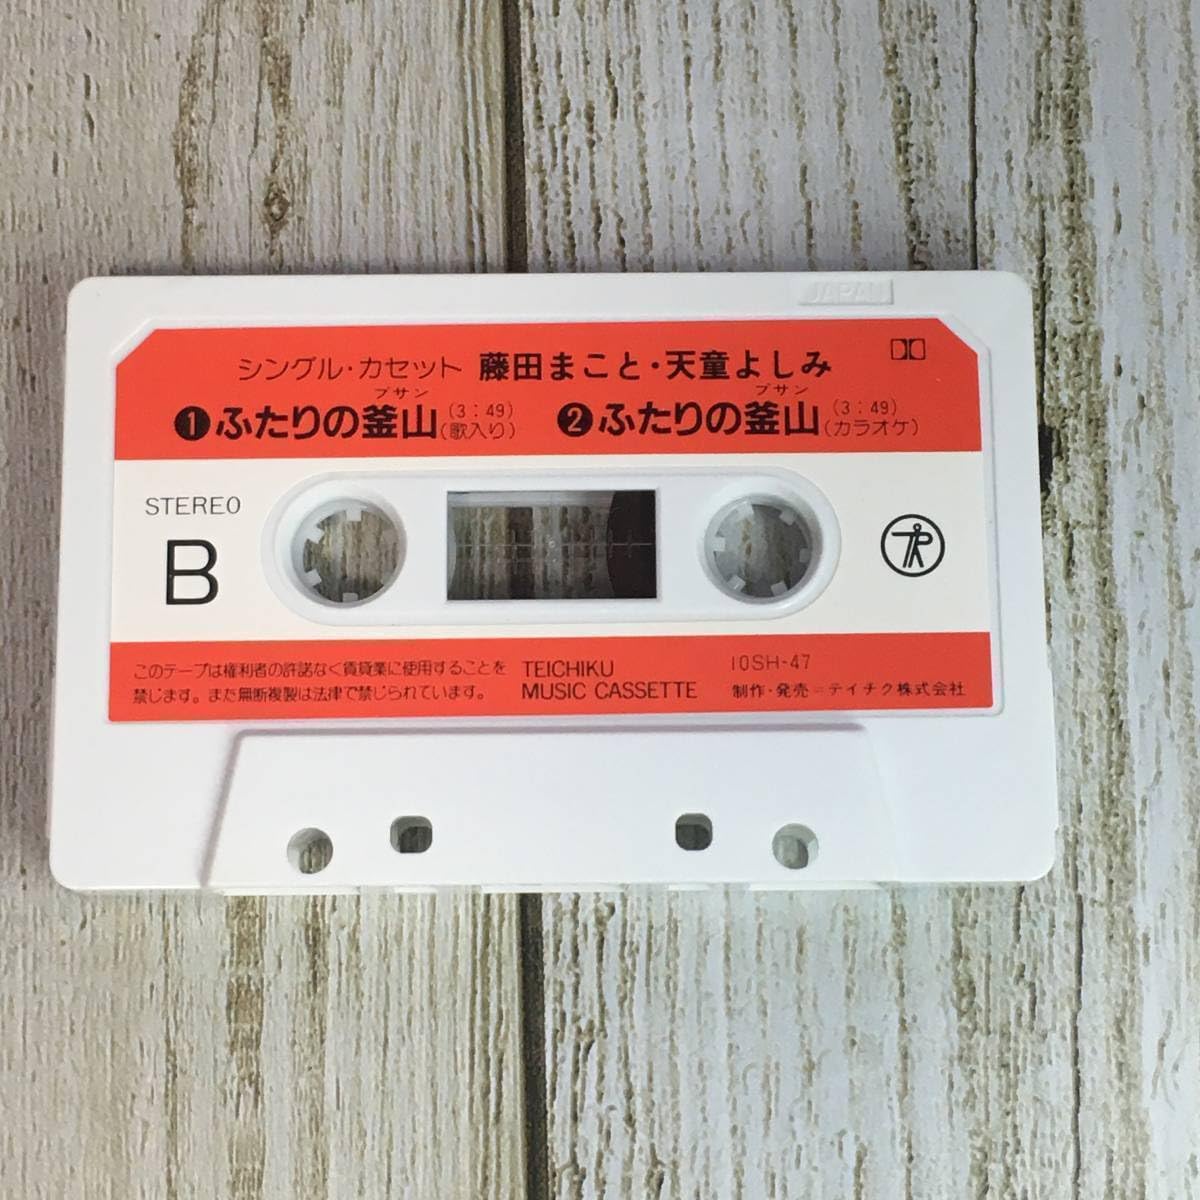 JAPAN
シングル・カセット 藤田まこと・天童よしみ
プサン プサン
❶ふたりの釜山(3:49)(歌入り) ❷ふたりの釜山(3:49)(カラオケ)
STEREO
B
このテープは権利者の許諾なく賃貸業に使用することを
禁じます。また無断複製は法律で禁じられています。
TEICHIKU
MUSIC CASSETTE
10SH-47
制作・発売=テイチク株式会社